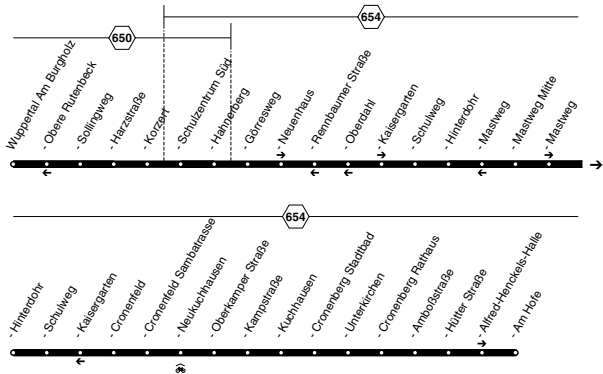 654
650
Wuppertal Am Burgholz
- Obere Rutenbeck
- Sollingweg
- Harzstraße
- Korzert
- Schulzentrum Süd
- Hahnerberg
- Görresweg
- Neuenhaus
- Rennbaumer Straße
- Oberdahl
- Kaisergarten
- Schulweg
- Hinterdohr
- Mastweg
- Mastweg Mitte
- Mastweg
654
- Hinterdohr
- Schulweg
- Kaisergarten
- Cronenfeld
- Cronenfeld Sambatrasse
- Neukuchhausen
- Oberkamper Straße
- Kampstraße
- Kuchhausen
- Cronenberg Stadtbad
- Unterkirchen
- Cronenberg Rathaus
- Amboßstraße
- Hütter Straße
- Alfred-Henckels-Halle
- Am Hofe